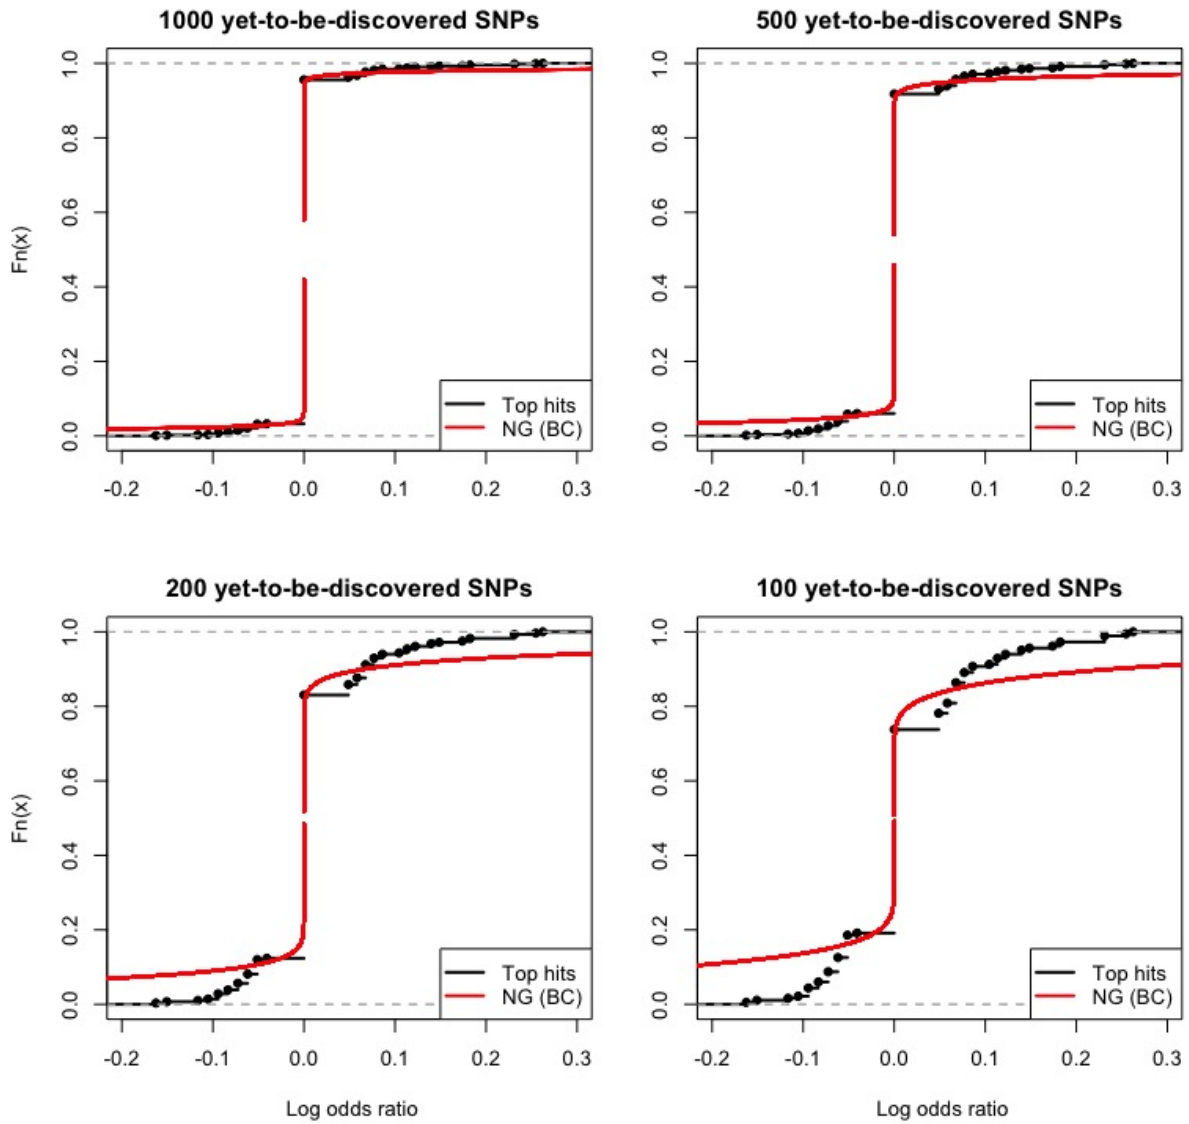 1000 yet-to-be-discovered SNPs
Fn(x)
1.0
0.8
0.6
0.4
0.2
0.0
Top hits
NG (BC)
-0.2 -0.1 0.0 0.1 0.2 0.3
500 yet-to-be-discovered SNPs
1.0
0.8
0.6
0.4
0.2
0.0
Top hits
NG (BC)
-0.2 -0.1 0.0 0.1 0.2 0.3
200 yet-to-be-discovered SNPs
Fn(x)
1.0
0.8
0.6
0.4
0.2
0.0
Top hits
NG (BC)
-0.2 -0.1 0.0 0.1 0.2 0.3
Log odds ratio
100 yet-to-be-discovered SNPs
1.0
0.8
0.6
0.4
0.2
0.0
Top hits
NG (BC)
-0.2 -0.1 0.0 0.1 0.2 0.3
Log odds ratio